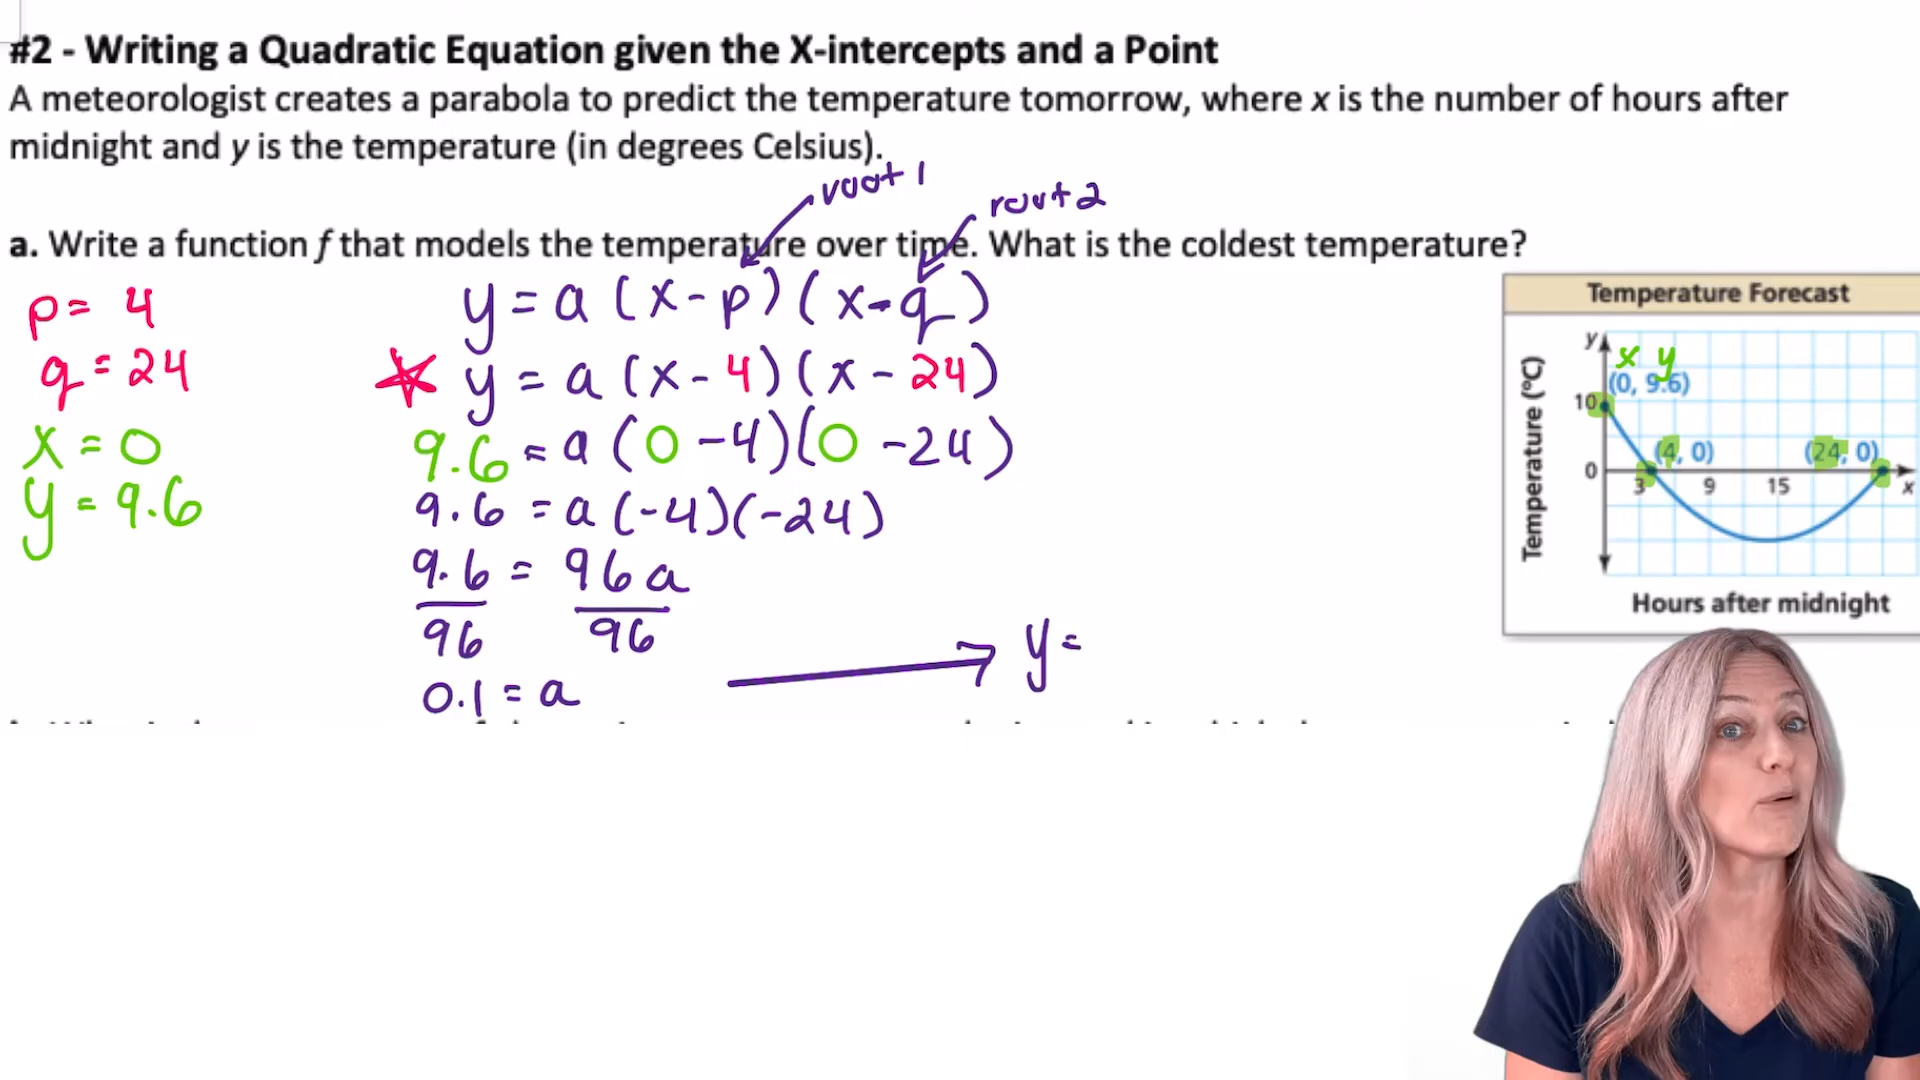 #2 - Writing a Quadratic Equation given the X-intercepts and a Point
A meteorologist creates a parabola to predict the temperature tomorrow, where x is the number of hours after
midnight and y is the temperature (in degrees Celsius).
root 1
root 2
a. Write a function f that models the temperature over time. What is the coldest temperature?
p = 4
q = 24
x = 0
y = 9.6
y = a (x - p) (x - q)
y = a (x - 4) (x - 24)
9.6 = a (0 - 4)(0 - 24)
9.6 = a (-4)(-24)
9.6 = 96 a
96 96
0.1 = a
y =
Temperature Forecast
y
x y
(0, 9.6)
10
(4, 0) (24, 0)
0
3 9 15 x
Temperature (°C)
Hours after midnight